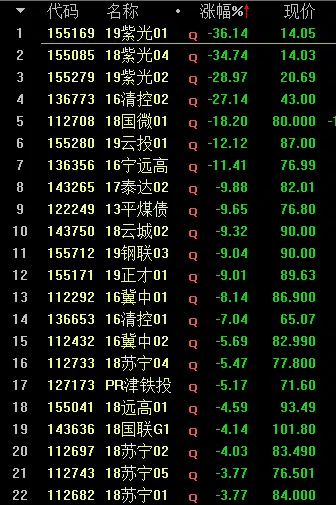 代码 名称 • 涨幅%↑ 现价
1 155169 19紫光01 Q -36.14 14.05
2 155085 18紫光04 Q -34.74 14.03
3 155279 19紫光02 Q -28.97 20.69
4 136773 16清控02 Q -27.14 43.00
5 112708 18国微01 Q -18.20 80.000 -1
6 155280 19云投01 Q -12.12 87.00
7 136356 16宁远高 Q -11.41 76.99
8 143265 17泰达02 Q -9.88 82.01
9 122249 13平煤债 Q -9.65 76.80
10 143750 18云城02 Q -9.32 90.00
11 155712 19钢联03 Q -9.04 90.00
12 155171 19正才01 Q -9.01 89.63
13 112292 16冀中01 Q -8.14 86.900
14 136653 16清控01 Q -7.04 65.07
15 112432 16冀中02 Q -5.69 82.990
16 112733 18苏宁04 Q -5.47 77.800
17 127173 PR津铁投 Q -5.17 71.60
18 155041 18远高01 Q -4.59 93.49
19 143636 18国联G1 Q -4.14 101.80
20 112697 18苏宁02 Q -4.03 83.490
21 112743 18苏宁05 Q -3.77 76.501
22 112682 18苏宁01 Q -3.77 84.000